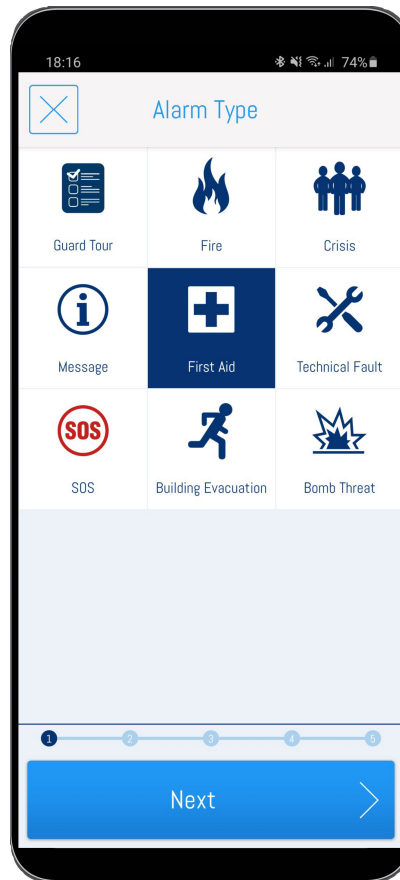 18:16 74%
Alarm Type
Guard Tour Fire Crisis
i
Message First Aid Technical Fault
SOS
SOS Building Evacuation Bomb Threat
1 2 3 4 5
Next